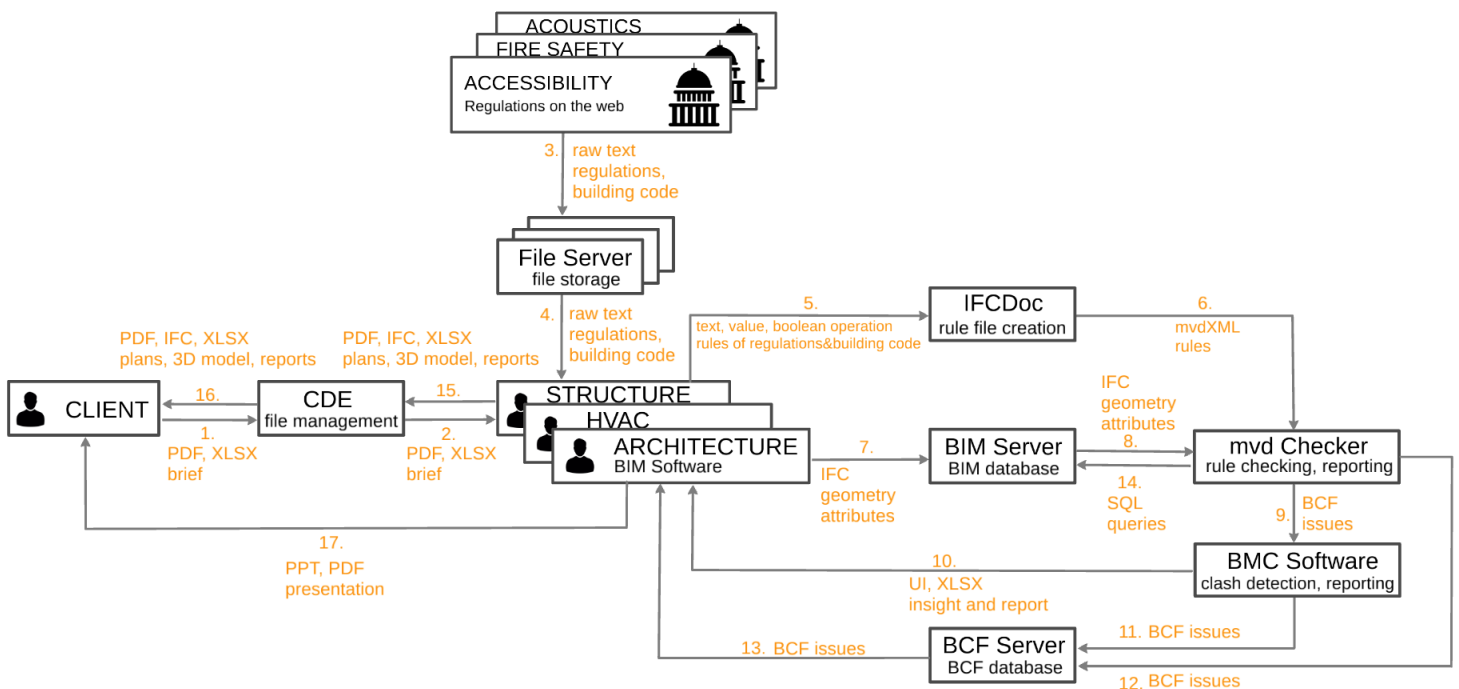 ACOUSTICS
FIRE SAFETY
ACCESSIBILITY
Regulations on the web
3. raw text
regulations,
building code
File Server
file storage
4. raw text
regulations,
building code
5.
text, value, boolean operation
rules of regulations&building code
IFCDoc
rule file creation
6.
mvdXML
rules
PDF, IFC, XLSX
plans, 3D model, reports
PDF, IFC, XLSX
plans, 3D model, reports
CLIENT
16.
1.
PDF, XLSX
brief
CDE
file management
15.
2.
PDF, XLSX
brief
STRUCTURE
HVAC
ARCHITECTURE
BIM Software
7.
IFC
geometry
attributes
BIM Server
BIM database
IFC
geometry
attributes
8.
14.
SQL
queries
mvd Checker
rule checking, reporting
9. BCF
issues
BMC Software
clash detection, reporting
10.
UI, XLSX
insight and report
17.
PPT, PDF
presentation
11. BCF issues
BCF Server
BCF database
13. BCF issues
12. BCF issues